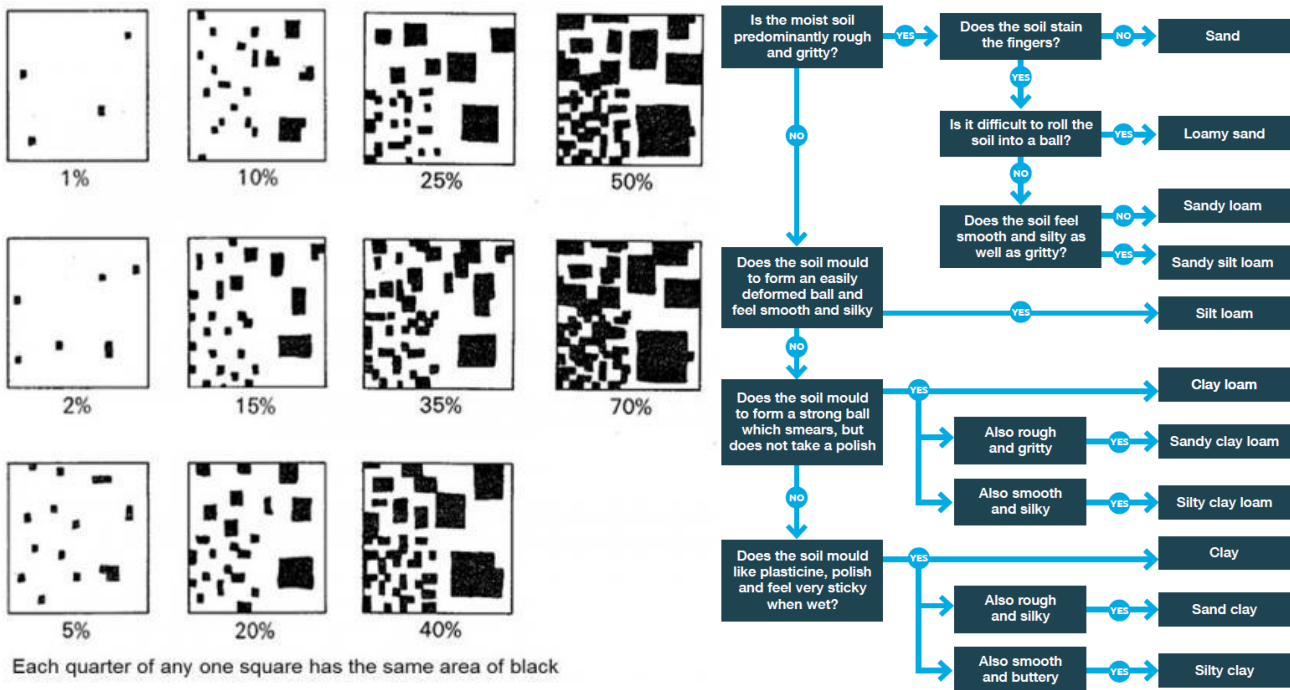 1%
10%
25%
50%
2%
15%
35%
70%
5%
20%
40%
Each quarter of any one square has the same area of black
Is the moist soil
predominantly rough
and gritty?
YES
Does the soil stain
the fingers?
NO
Sand
YES
Is it difficult to roll the
soil into a ball?
YES
Loamy sand
NO
NO
Does the soil feel
smooth and silty as
well as gritty?
NO
Sandy loam
YES
Sandy silt loam
Does the soil mould
to form an easily
deformed ball and
feel smooth and silky
YES
Silt loam
NO
Does the soil mould
to form a strong ball
which smears, but
does not take a polish
YES
Clay loam
Also rough
and gritty
YES
Sandy clay loam
Also smooth
and silky
YES
Silty clay loam
NO
Does the soil mould
like plasticine, polish
and feel very sticky
when wet?
YES
Clay
Also rough
and silky
YES
Sand clay
Also smooth
and buttery
YES
Silty clay